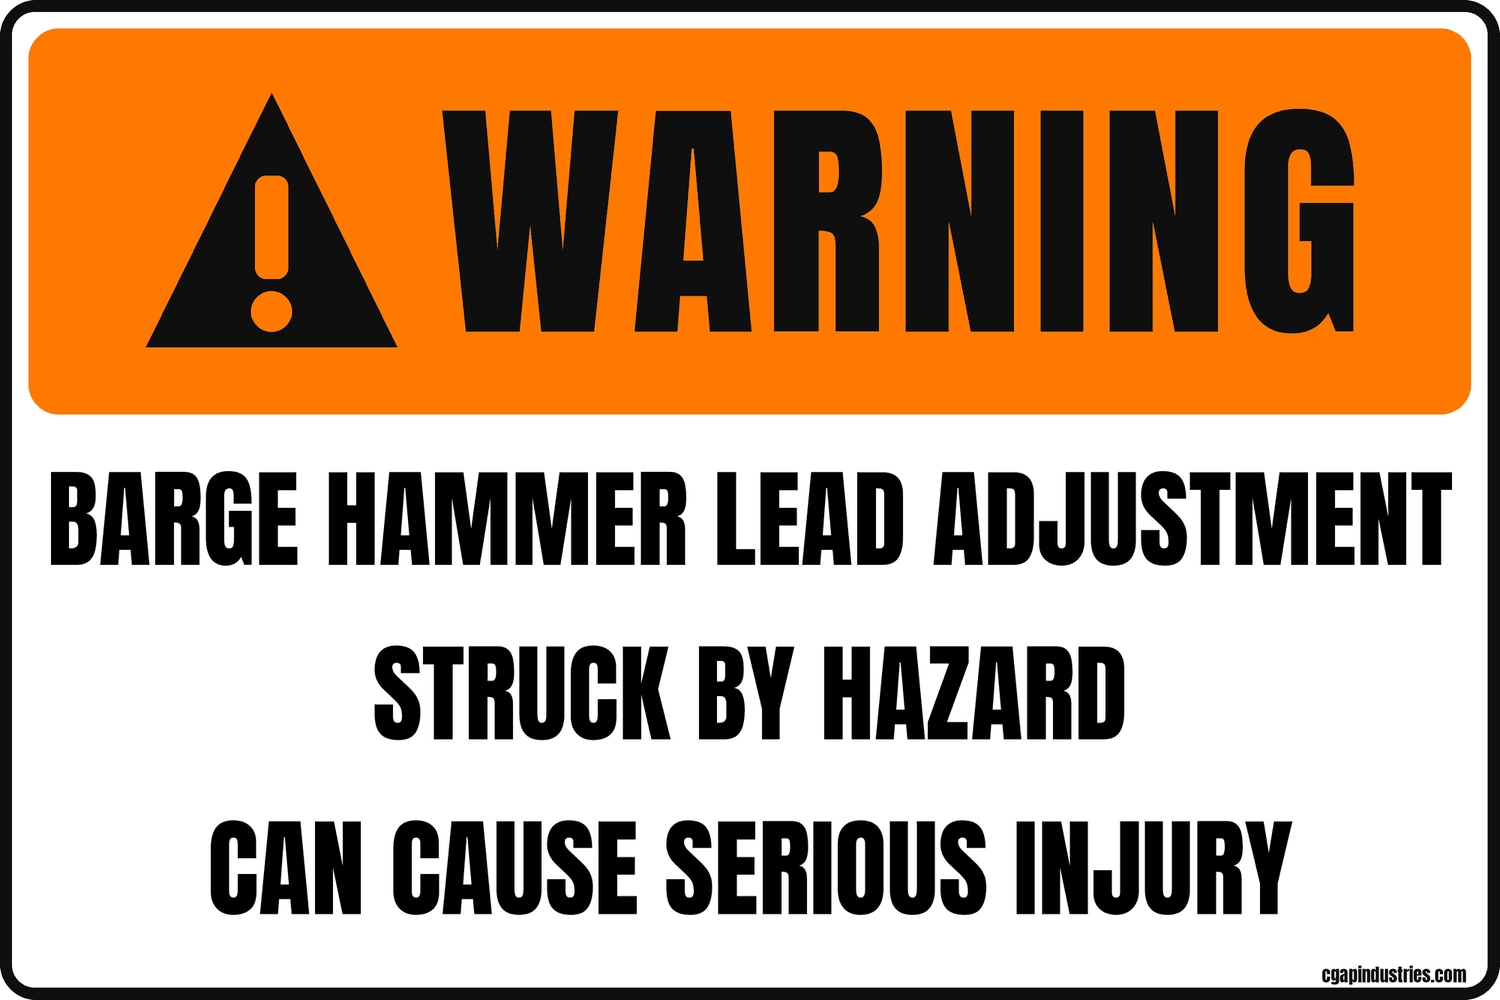 WARNING
BARGE HAMMER LEAD ADJUSTMENT
STRUCK BY HAZARD
CAN CAUSE SERIOUS INJURY
cgapindustries.com